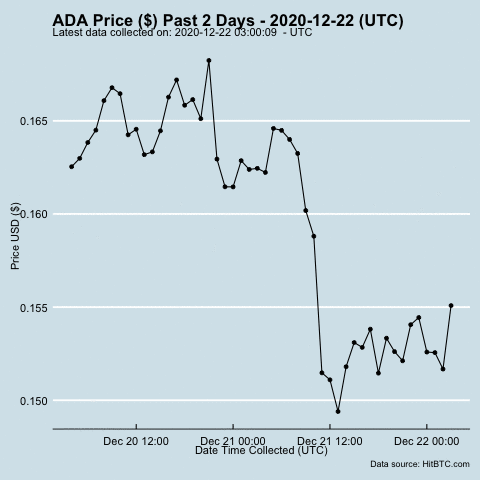 ADA Price ($) Past 2 Days - 2020-12-22 (UTC)
Latest data collected on: 2020-12-22 03:00:09  - UTC
Price USD ($)
0.165
0.160
0.155
0.150
Dec 20 12:00 Dec 21 00:00 Dec 21 12:00 Dec 22 00:00
Date Time Collected (UTC)
Data source: HitBTC.com